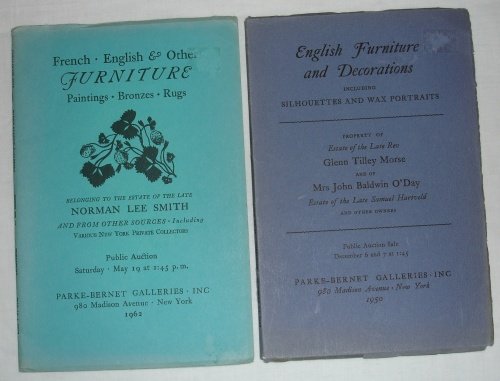 French · English & Other
FURNITURE
Paintings · Bronzes · Rugs
BELONGING TO THE ESTATE OF THE LATE
NORMAN LEE SMITH
AND FROM OTHER SOURCES · Including
VARIOUS NEW YORK PRIVATE COLLECTORS
Public Auction
Saturday · May 19 at 1:45 p.m.
PARKE-BERNET GALLERIES · INC
980 Madison Avenue · New York
1962
English Furniture
and Decorations
INCLUDING
SILHOUETTES AND WAX PORTRAITS
PROPERTY OF
Estate of the Late Rev
Glenn Tilley Morse
AND OF
Mrs John Baldwin O'Day
Estate of the Late Samuel Hartveld
AND OTHER OWNERS
Public Auction Sale
December 6 and 7 at 1:45
PARKE-BERNET GALLERIES · INC
980 Madison Avenue · New York
1950